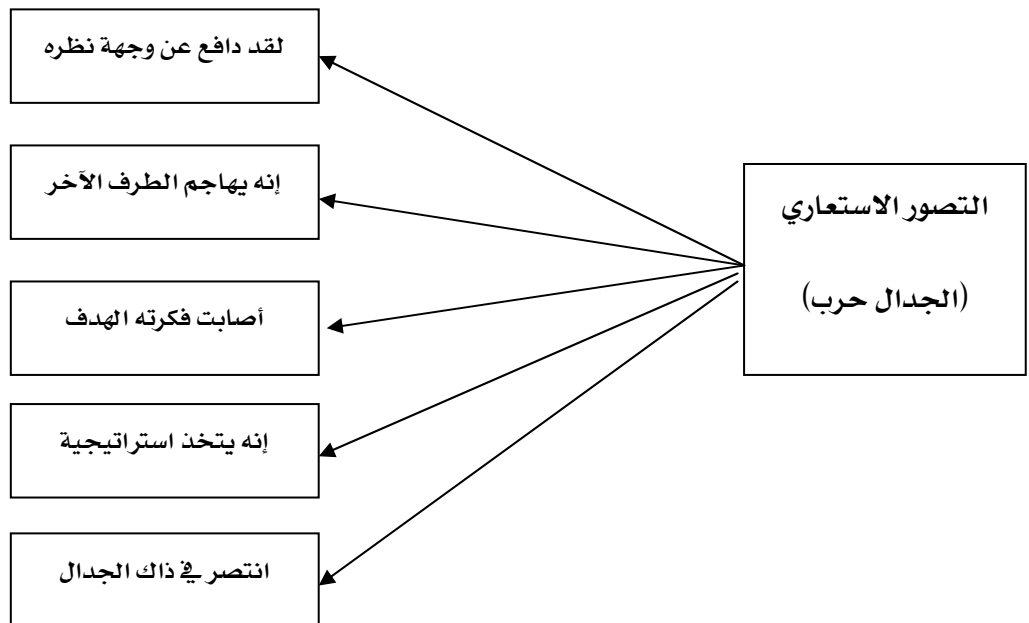 التصور الاستعاري
(الجدال حرب)
لقد دافع عن وجهة نظره
إنه يهاجم الطرف الآخر
أصابت فكرته الهدف
إنه يتخذ استراتيجية
انتصر في ذاك الجدال